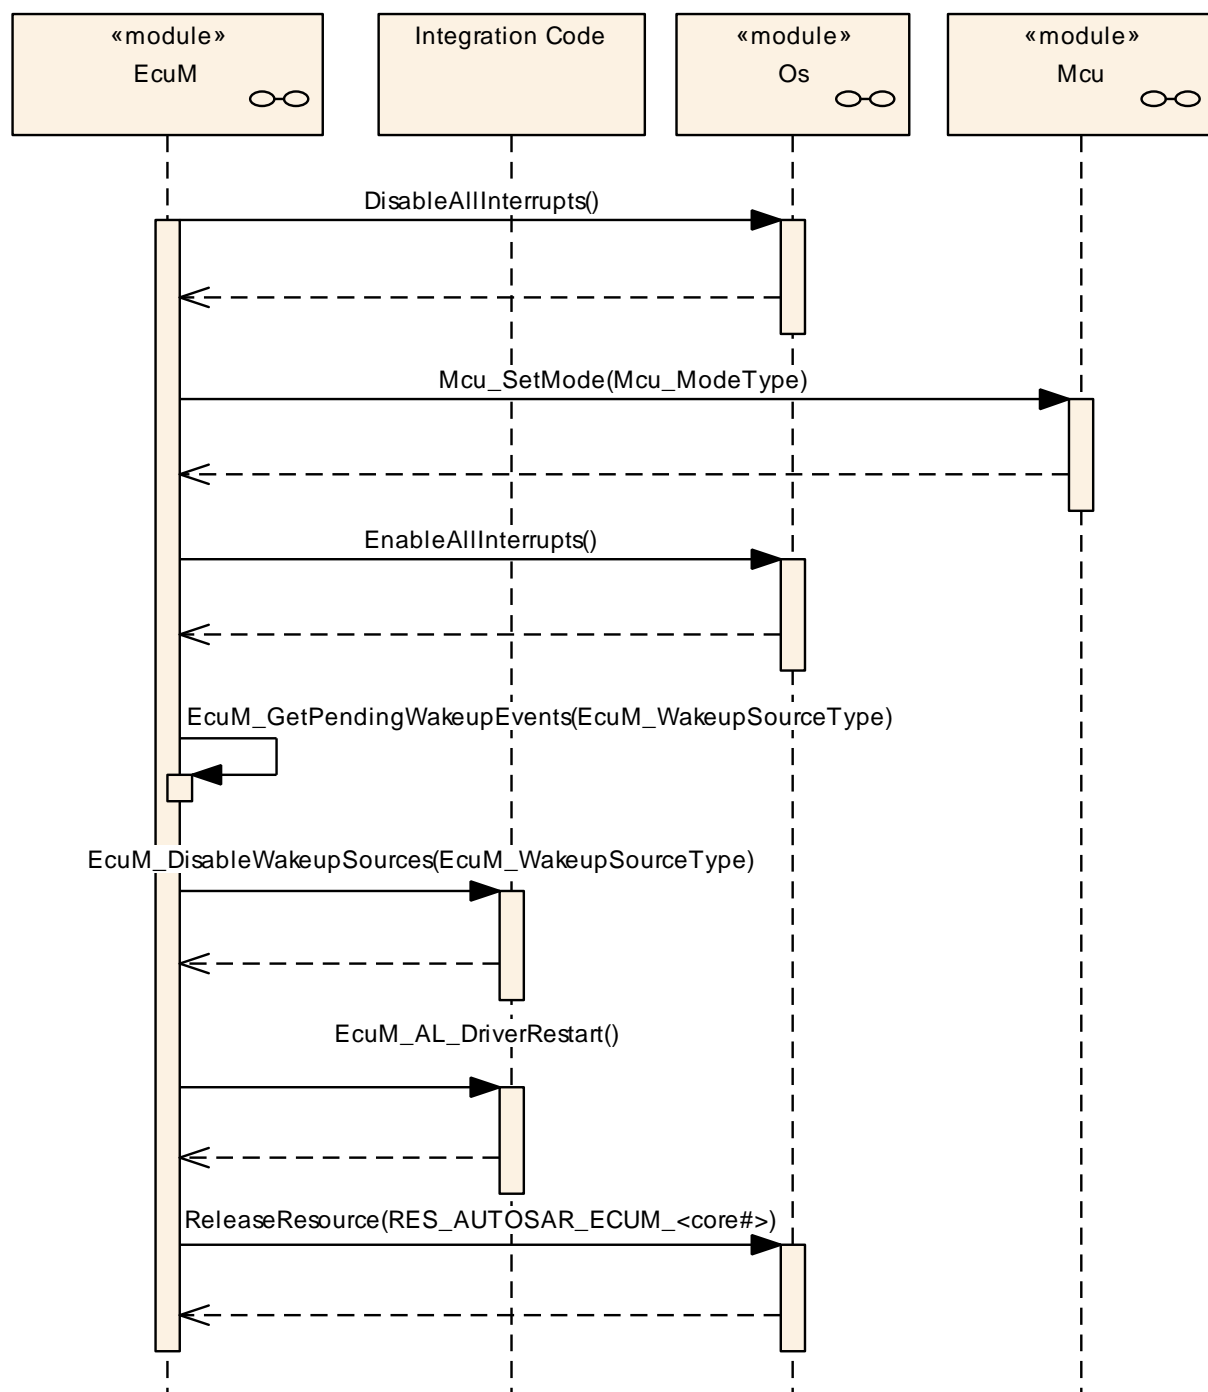 «module»
EcuM
Integration Code
«module»
Os
«module»
Mcu
DisableAllInterrupts()
Mcu_SetMode(Mcu_ModeType)
EnableAllInterrupts()
EcuM_GetPendingWakeupEvents(EcuM_WakeupSourceType)
EcuM_DisableWakeupSources(EcuM_WakeupSourceType)
EcuM_AL_DriverRestart()
ReleaseResource(RES_AUTOSAR_ECUM_<core#>)